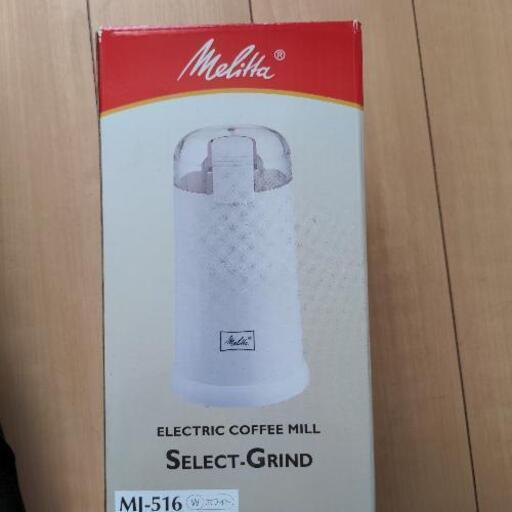 Melitta®
Melitta
ELECTRIC COFFEE MILL
SELECT-GRIND
MJ-516 W ホワイト